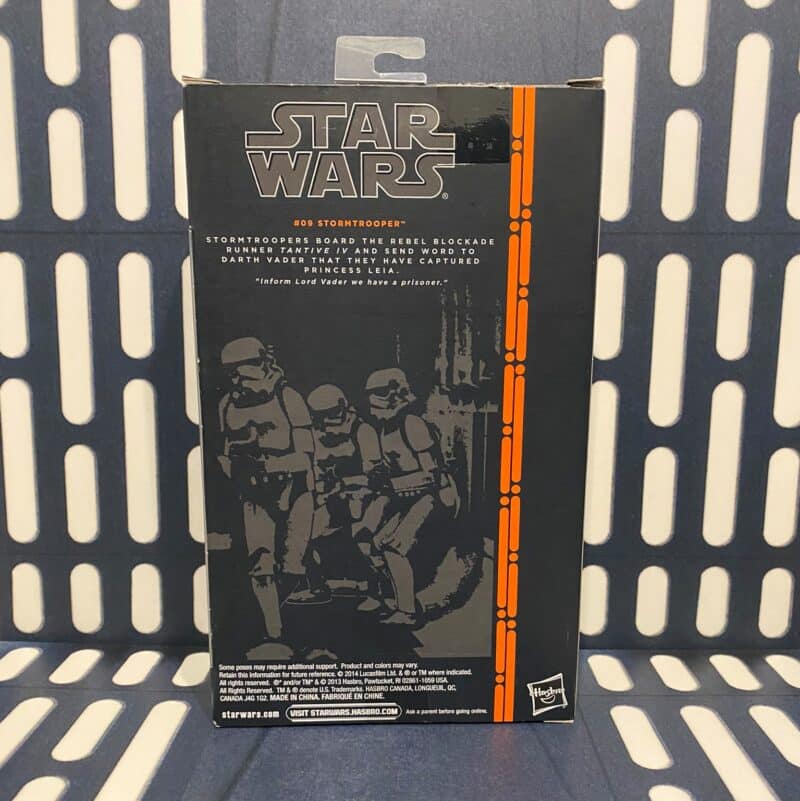 STAR
WARS®
#09 STORMTROOPER™
STORMTROOPERS BOARD THE REBEL BLOCKADE
RUNNER TANTIVE IV AND SEND WORD TO
DARTH VADER THAT THEY HAVE CAPTURED
PRINCESS LEIA.
"Inform Lord Vader we have a prisoner."
Some poses may require additional support. Product and colors may vary.
Retain this information for future reference. © 2014 Lucasfilm Ltd. & ® or TM where indicated.
All rights reserved. ®* and/or TM* & © 2013 Hasbro, Pawtucket, RI 02861-1059 USA.
All Rights Reserved. TM & ® denote U.S. Trademarks. HASBRO CANADA, LONGUEUIL, QC,
CANADA J4G 1G2. MADE IN CHINA. FABRIQUÉ EN CHINE.
starwars.com VISIT STARWARS.HASBRO.COM Ask a parent before going online.
Hasbro